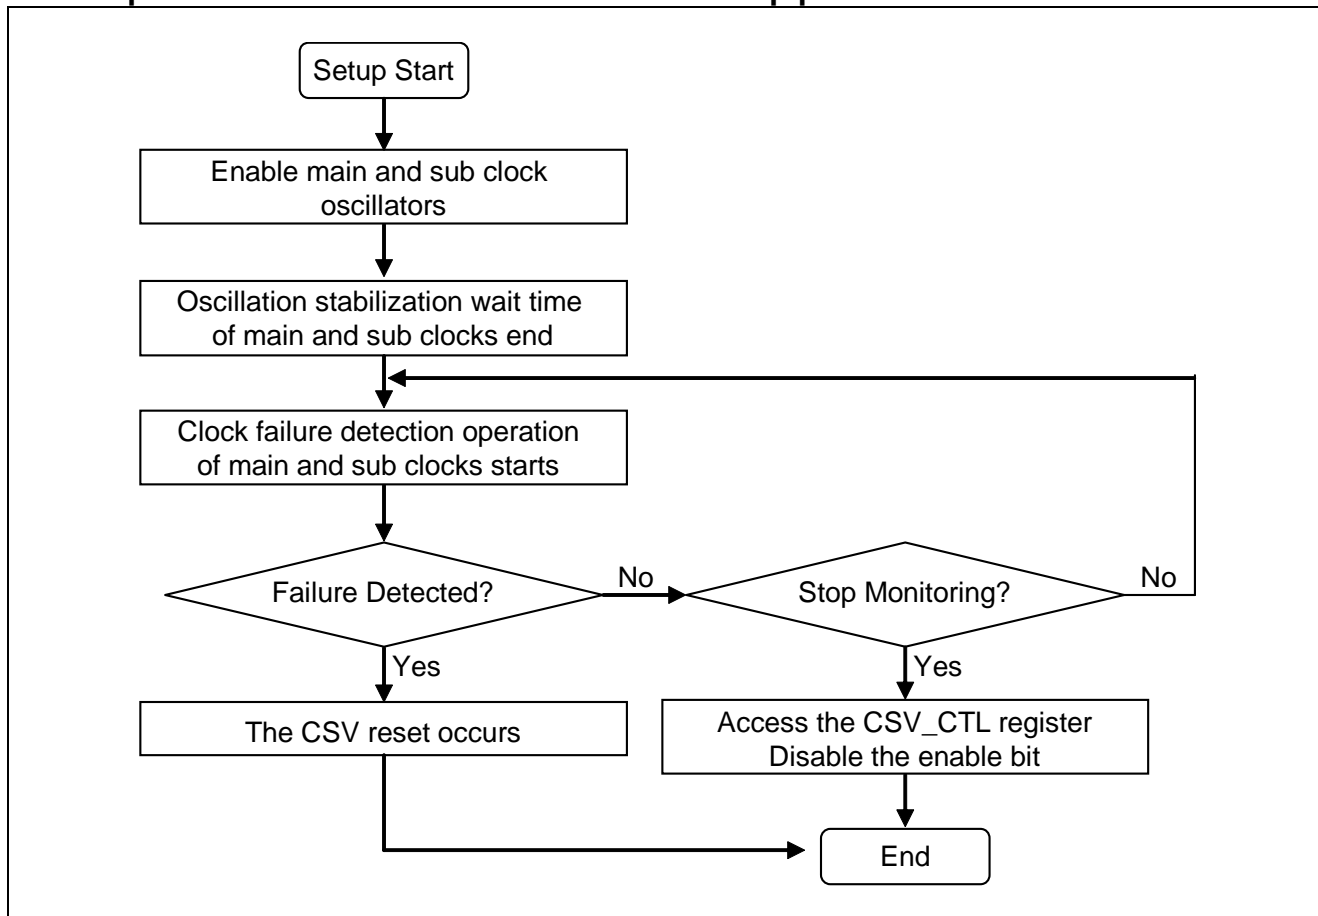 Setup Start
Enable main and sub clock
oscillators
Oscillation stabilization wait time
of main and sub clocks end
Clock failure detection operation
of main and sub clocks starts
Failure Detected?
No
Stop Monitoring?
No
Yes
Yes
The CSV reset occurs
Access the CSV_CTL register
Disable the enable bit
End